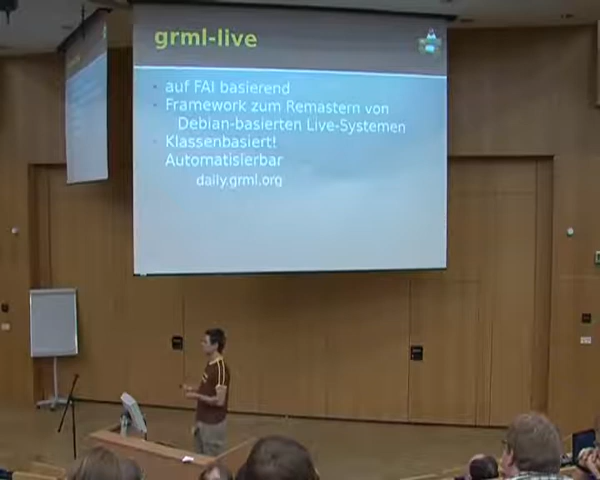 grml-live
auf FAI basierend
Framework zum Remastern von
Debian-basierten Live-Systemen
Klassenbasiert!
Automatisierbar
daily.grml.org